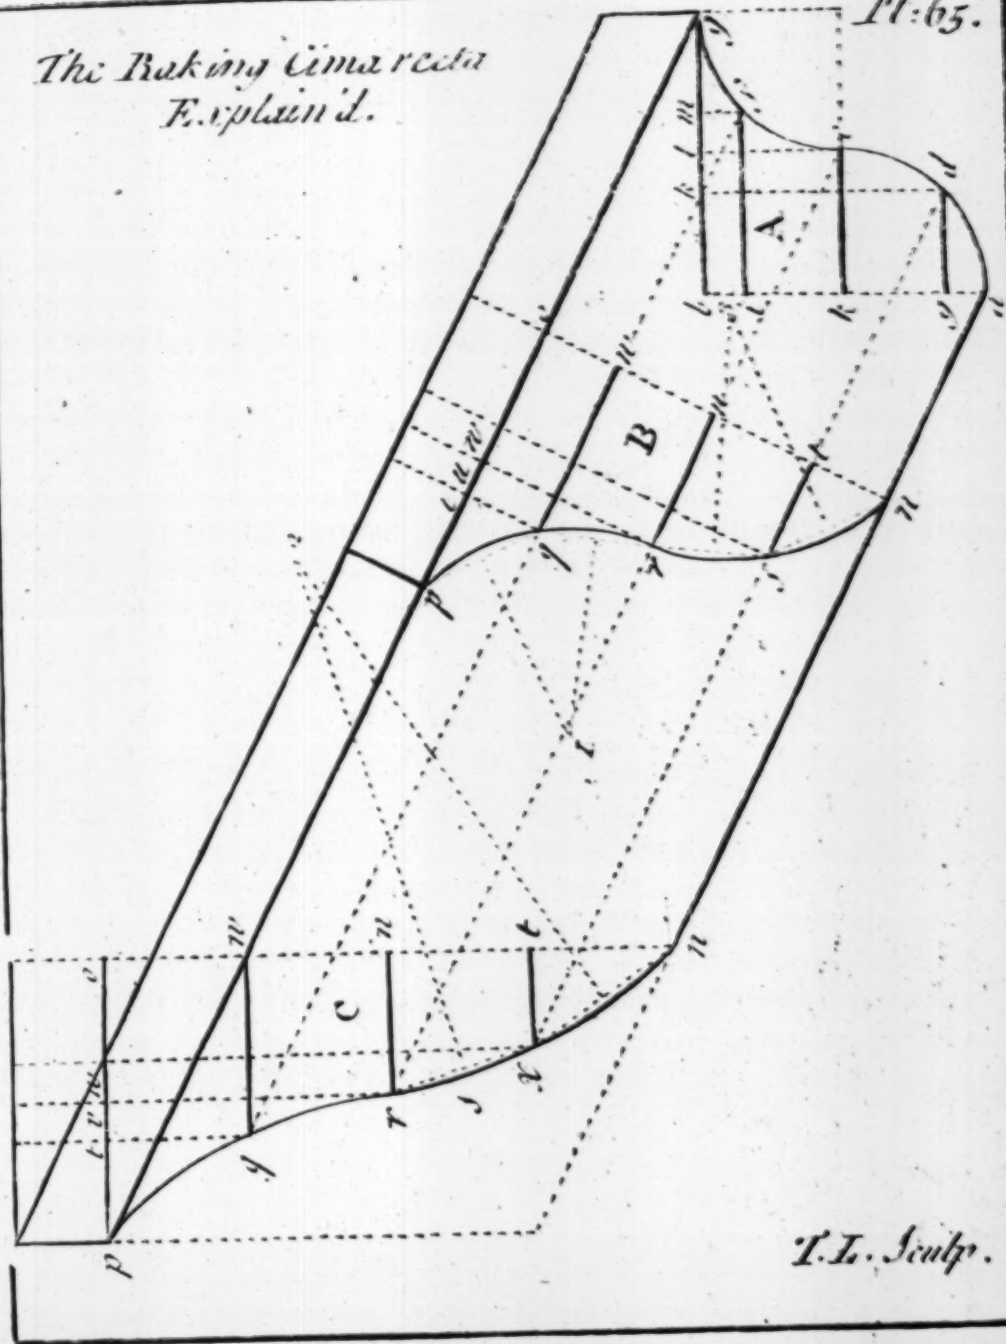 Pl: 65.
The Raking Cima recta
Explain'd.
g
m
l
k
d
A
l
k
g
w
B
u
t
n
w
u
t
p
q
r
s
w
u
t
n
C
q
r
s
x
p
T. L. Sculp.